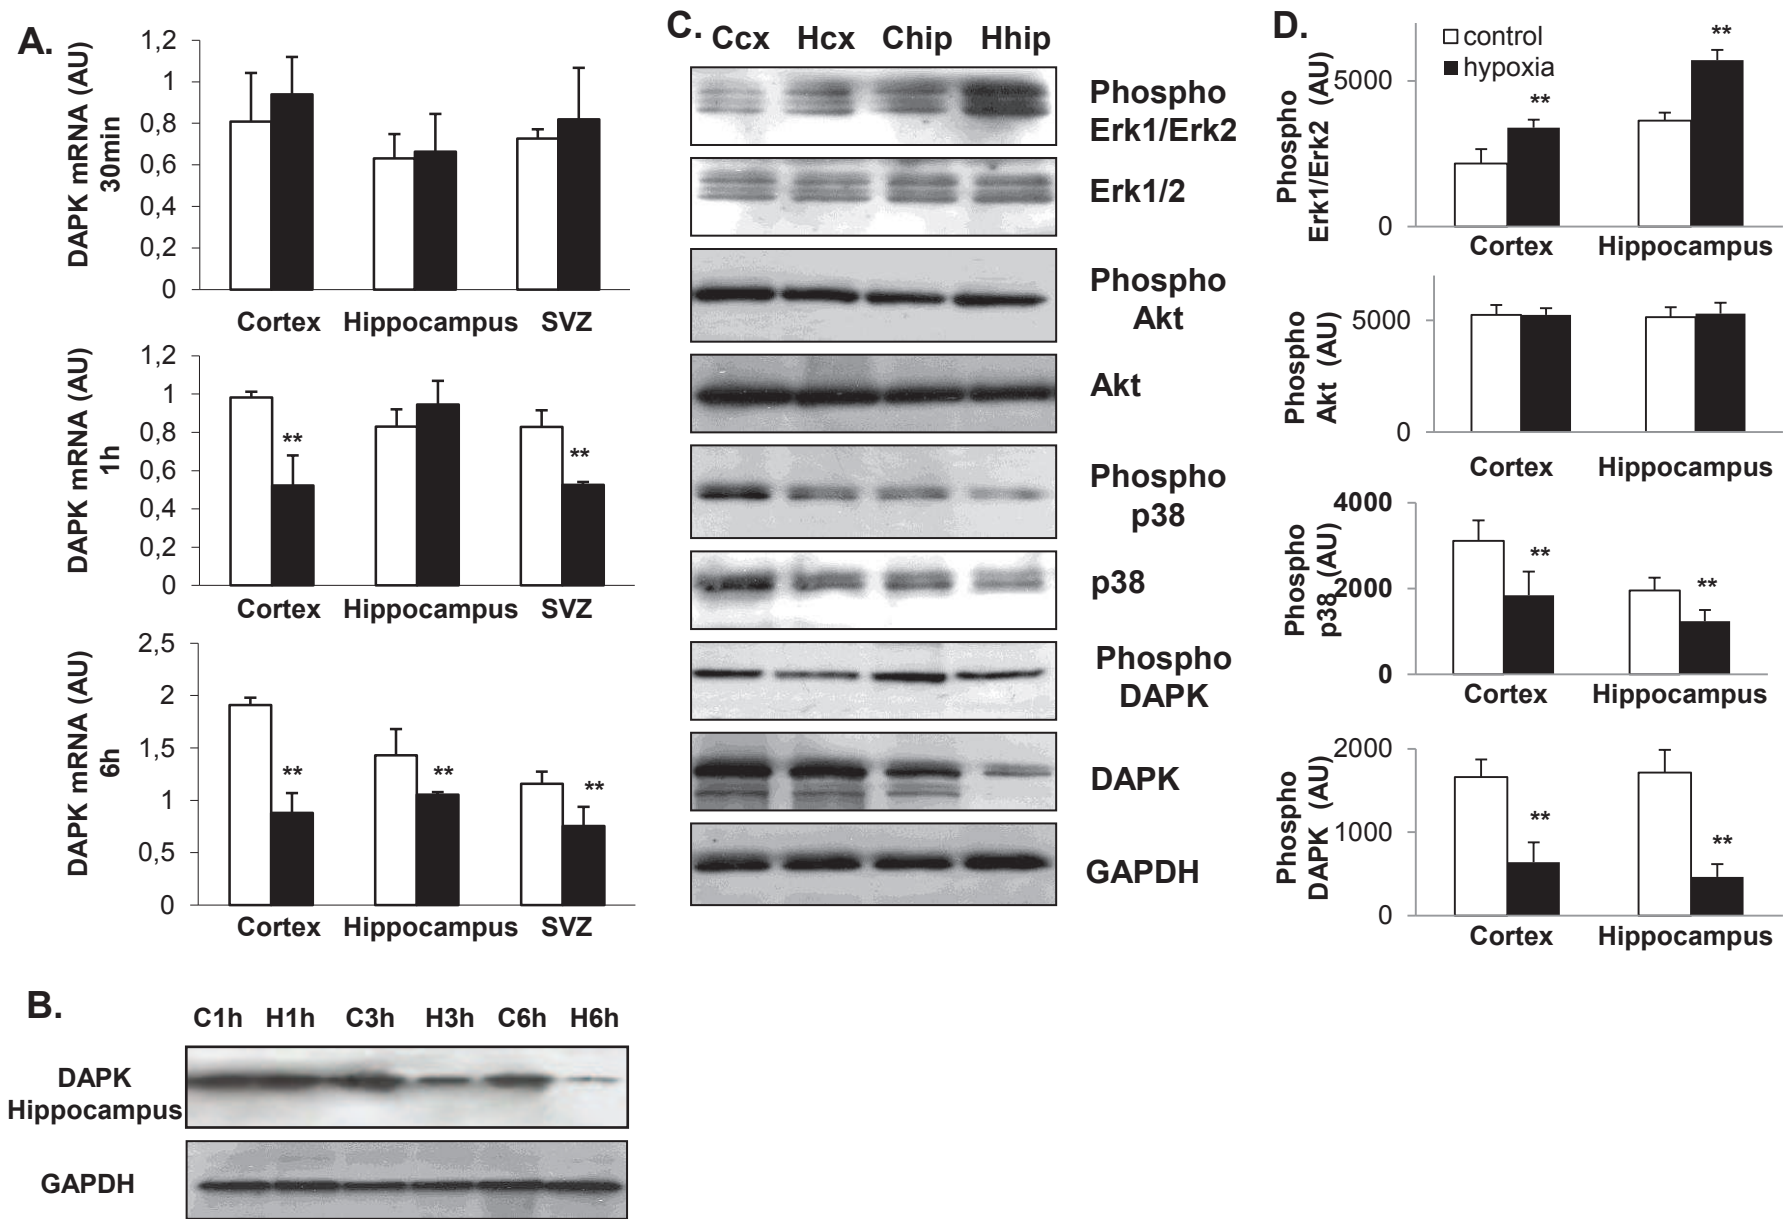 A.
DAPK mRNA (AU)
30min
1,2
1
0,8
0,6
0,4
0,2
0
Cortex Hippocampus SVZ
DAPK mRNA (AU)
1h
1,2
1
0,8
0,6
0,4
0,2
0
**
**
Cortex Hippocampus SVZ
DAPK mRNA (AU)
6h
2,5
2
1,5
1
0,5
0
**
**
**
Cortex Hippocampus SVZ
B.
C1h H1h C3h H3h C6h H6h
DAPK
Hippocampus
GAPDH
C.
Ccx Hcx Chip Hhip
Phospho
Erk1/Erk2
Erk1/2
Phospho
Akt
Akt
Phospho
p38
p38
Phospho
DAPK
DAPK
GAPDH
D.
control
hypoxia
Phospho
Erk1/Erk2 (AU)
5000
0
**
**
Cortex Hippocampus
Phospho
Akt (AU)
5000
0
Cortex Hippocampus
Phospho
p38 (AU)
4000
2000
0
**
**
Cortex Hippocampus
Phospho
DAPK (AU)
2000
1000
0
**
**
Cortex Hippocampus